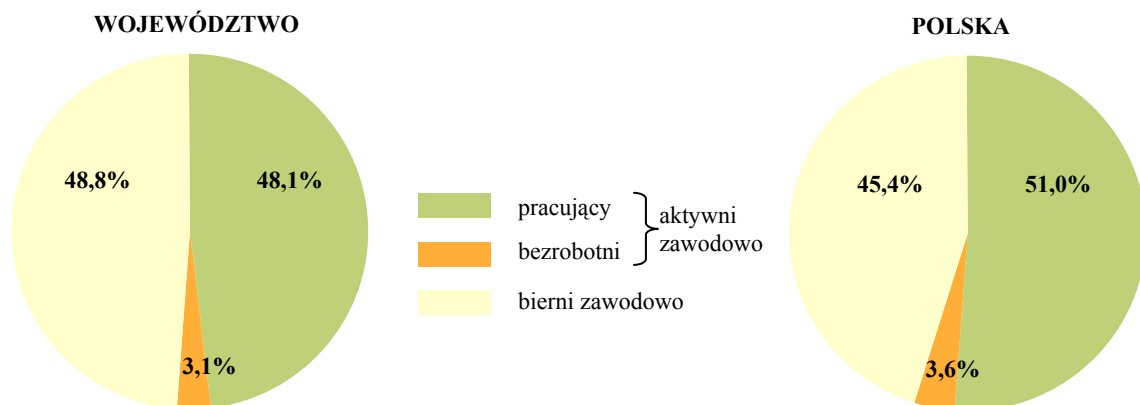 WOJEWÓDZTWO
48,8%
48,1%
3,1%
pracujący
bezrobotni
aktywni
zawodowo
bierni zawodowo
POLSKA
45,4%
51,0%
3,6%